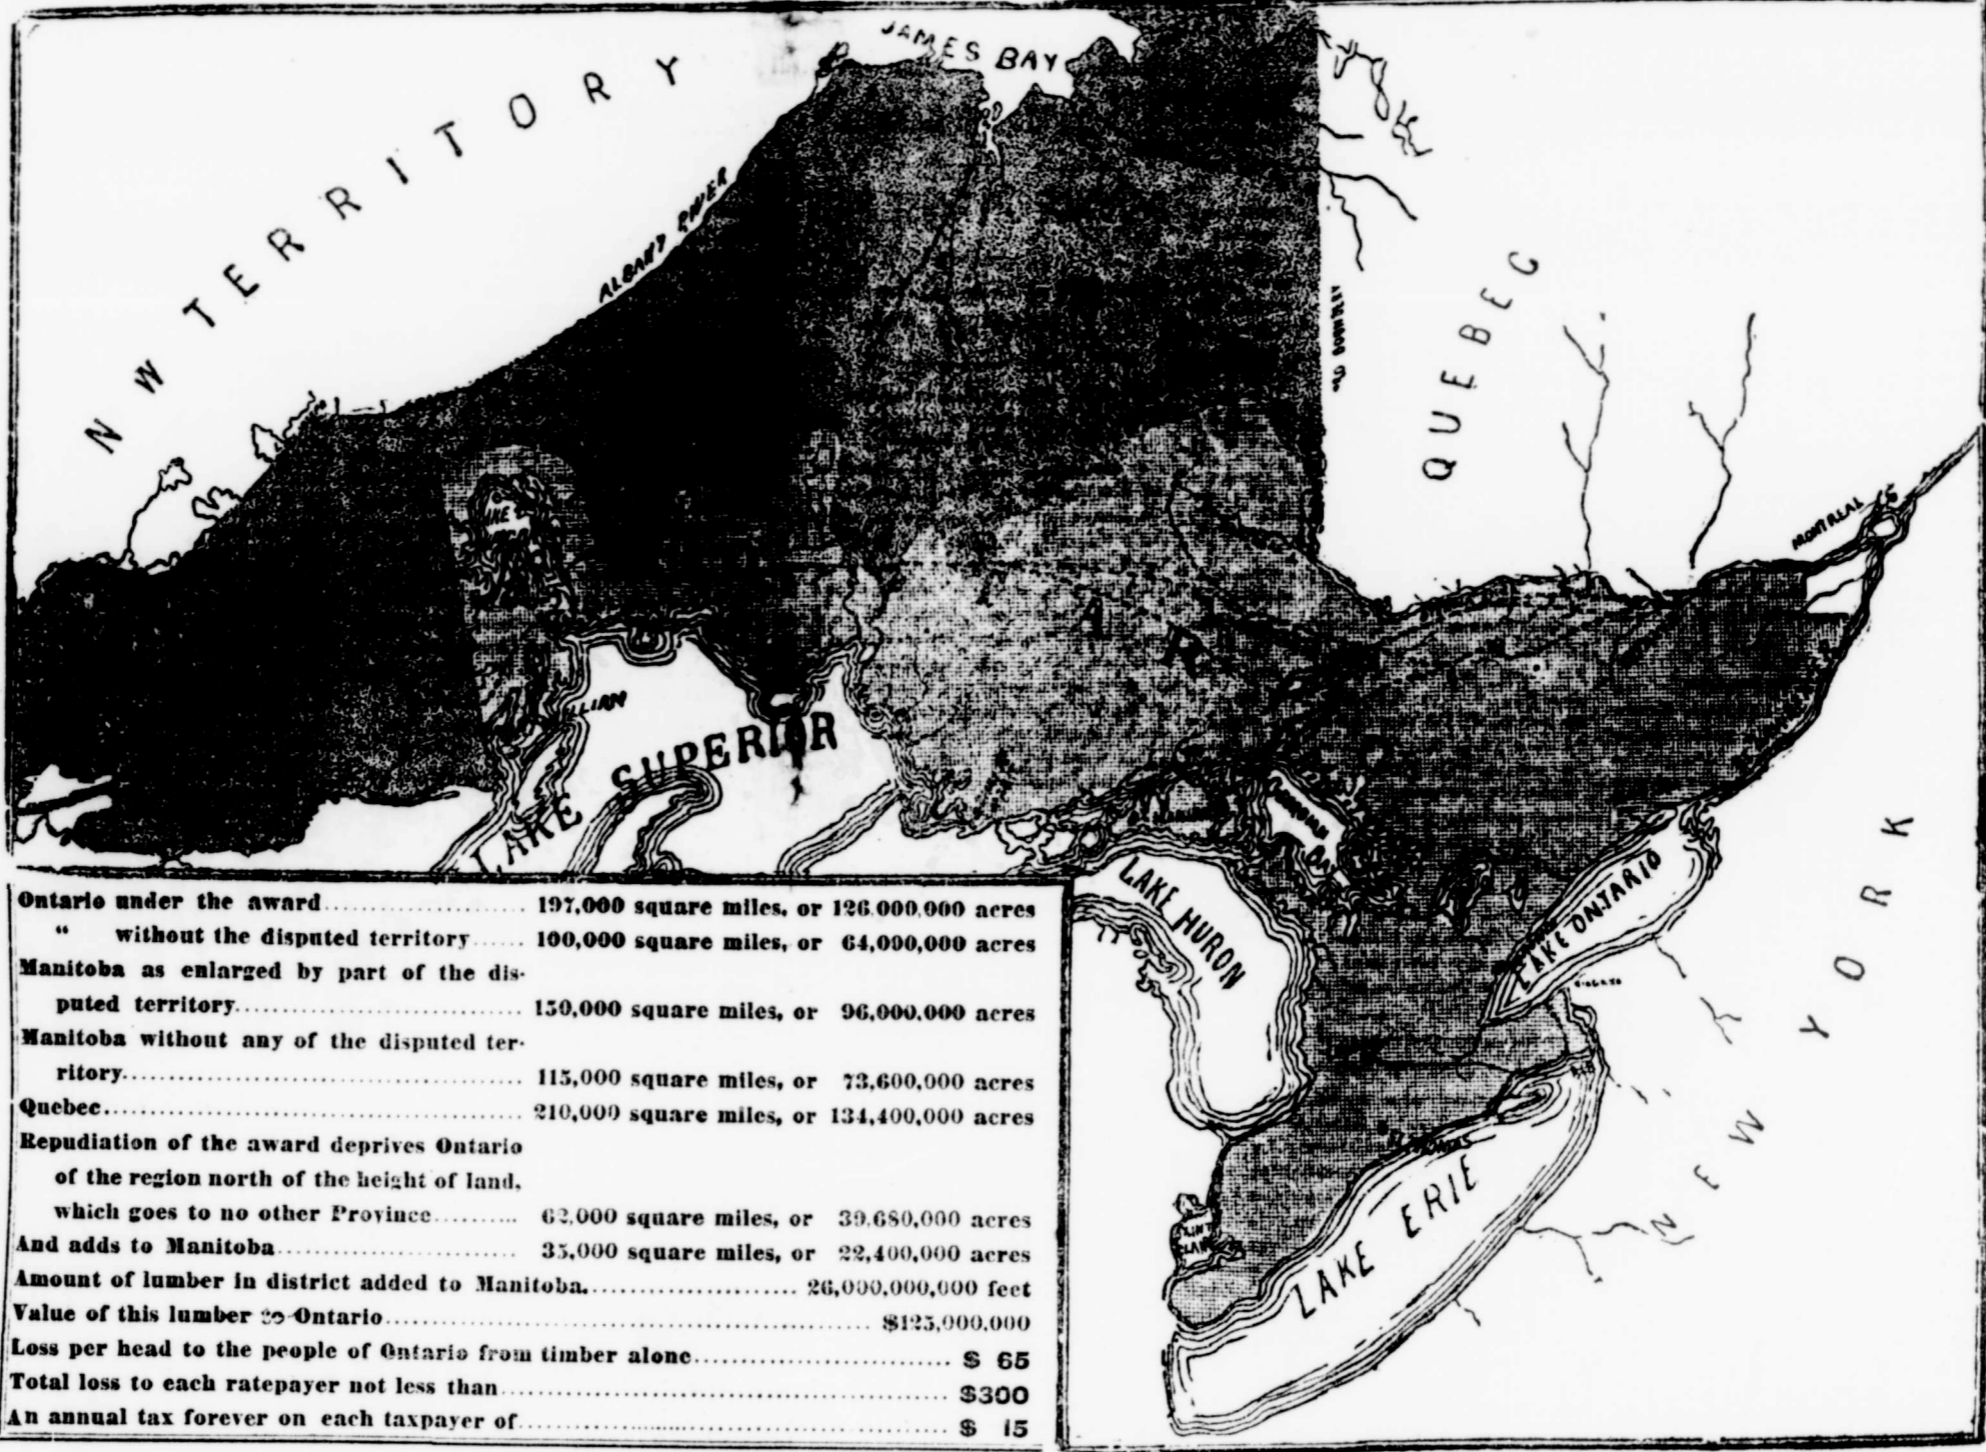 JAMES BAY
N W TERRITORY
ALBANY RIVER
QUEBEC
MONTREAL
LAKE SUPERIOR
LAKE HURON
LAKE ONTARIO
LAKE ERIE
NEW YORK
Ontario under the award 197,000 square miles, or 126,000,000 acres
“ without the disputed territory 100,000 square miles, or 64,000,000 acres
Manitoba as enlarged by part of the dis-
puted territory 150,000 square miles, or 96,000,000 acres
Manitoba without any of the disputed ter-
ritory 115,000 square miles, or 73,600,000 acres
Quebec 210,000 square miles, or 134,400,000 acres
Repudiation of the award deprives Ontario
of the region north of the height of land,
which goes to no other Province 62,000 square miles, or 39,680,000 acres
And adds to Manitoba 35,000 square miles, or 22,400,000 acres
Amount of lumber in district added to Manitoba. 26,000,000,000 feet
Value of this lumber to Ontario $125,000,000
Loss per head to the people of Ontario from timber alone $ 65
Total loss to each ratepayer not less than $300
An annual tax forever on each taxpayer of $ 15